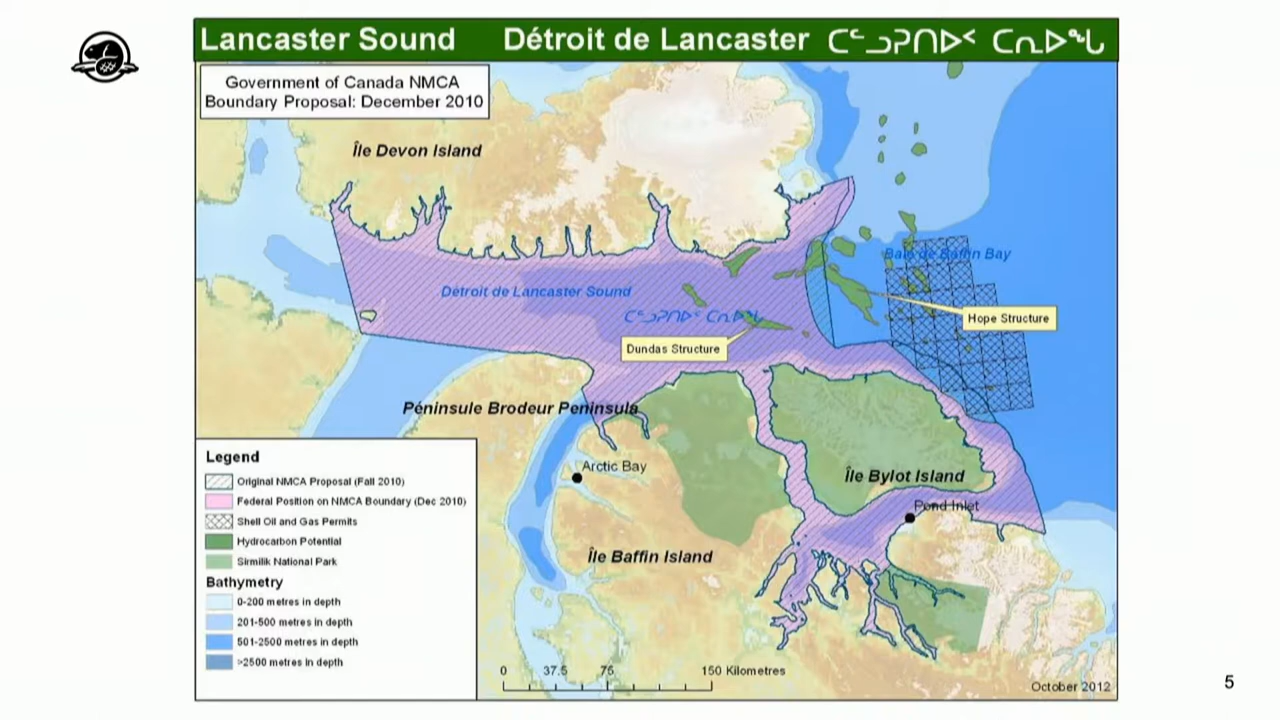 Lancaster Sound Détroit de Lancaster ᑕᓪᓗᕈᑎᐅᑉ ᑕᕆᐅᖓ
Government of Canada NMCA
Boundary Proposal: December 2010
Île Devon Island
Baie de Baffin Bay
Détroit de Lancaster Sound
Hope Structure
Dundas Structure
Péninsule Brodeur Peninsula
Arctic Bay
Île Bylot Island
Pond Inlet
Île Baffin Island
Legend
Original NMCA Proposal (Fall 2010)
Federal Position on NMCA Boundary (Dec 2010)
Shell Oil and Gas Permits
Hydrocarbon Potential
Sirmilik National Park
Bathymetry
0-200 metres in depth
201-500 metres in depth
501-2500 metres in depth
>2500 metres in depth
0 37.5 75 150 Kilometres
October 2012
5